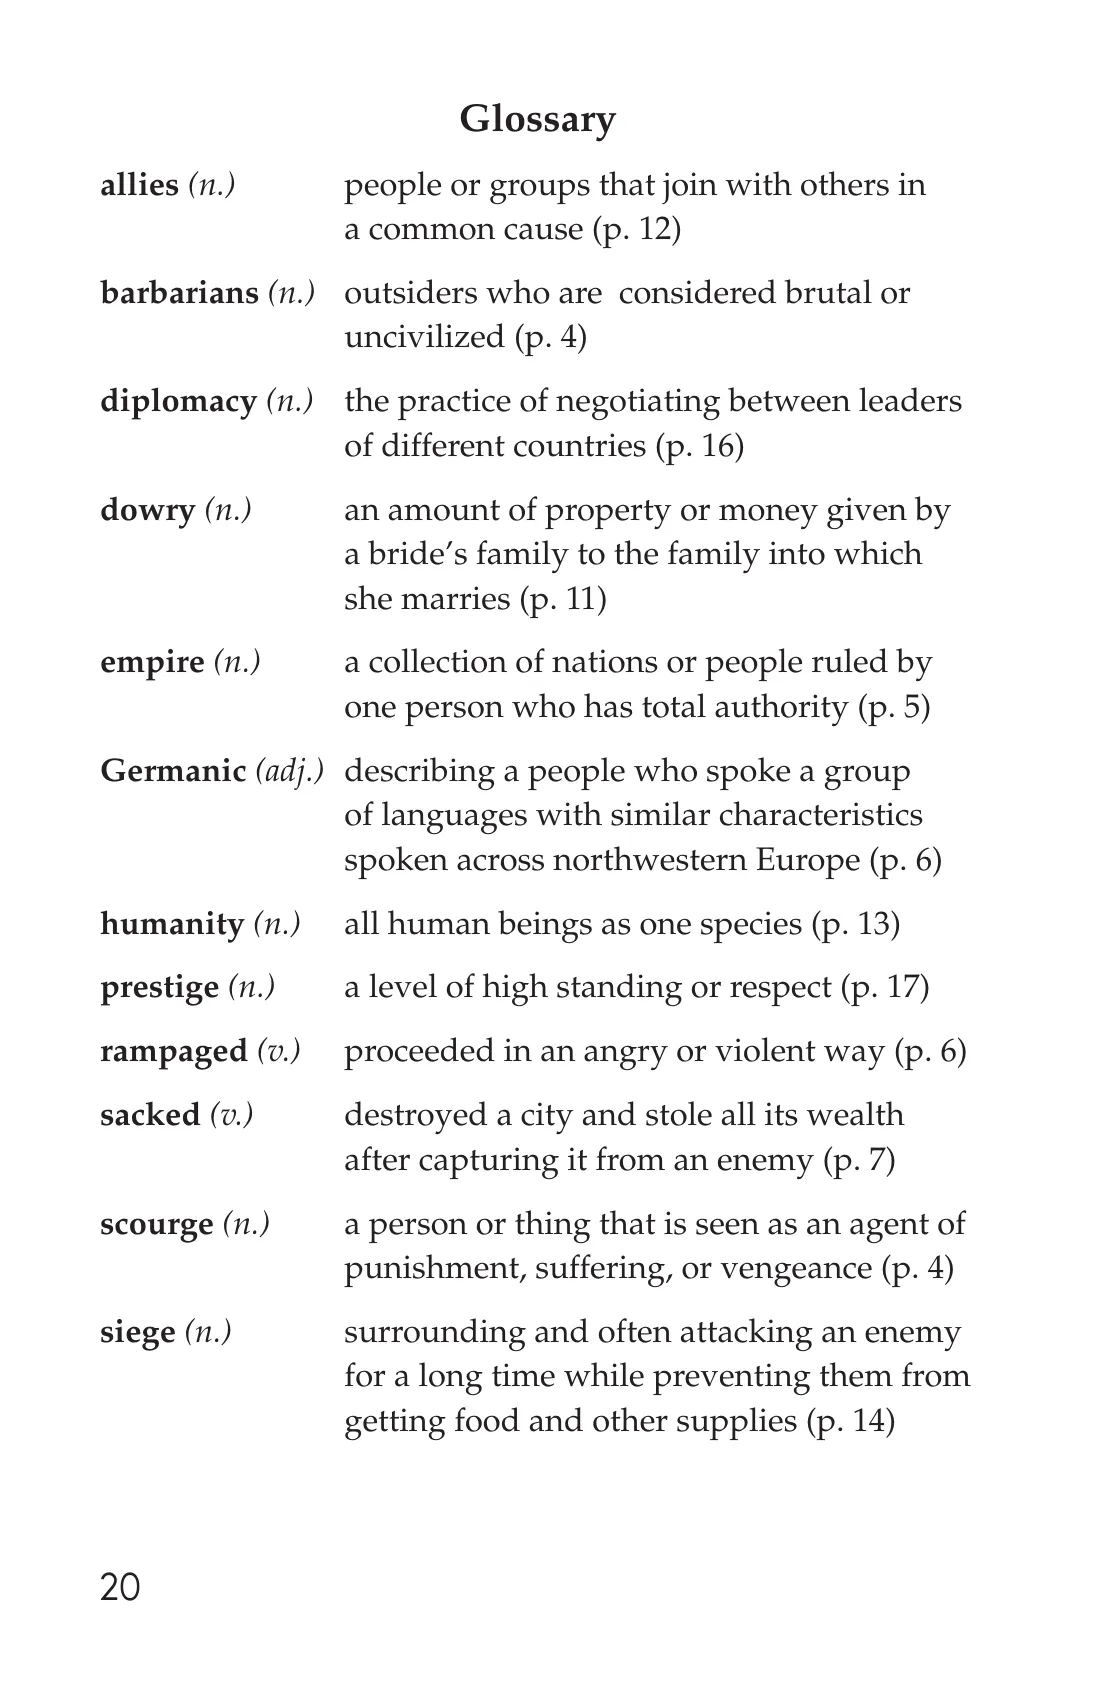 Glossary
allies (n.) people or groups that join with others in
a common cause (p. 12)
barbarians (n.) outsiders who are  considered brutal or
uncivilized (p. 4)
diplomacy (n.) the practice of negotiating between leaders
of different countries (p. 16)
dowry (n.) an amount of property or money given by
a bride’s family to the family into which
she marries (p. 11)
empire (n.) a collection of nations or people ruled by
one person who has total authority (p. 5)
Germanic (adj.) describing a people who spoke a group
of languages with similar characteristics
spoken across northwestern Europe (p. 6)
humanity (n.) all human beings as one species (p. 13)
prestige (n.) a level of high standing or respect (p. 17)
rampaged (v.) proceeded in an angry or violent way (p. 6)
sacked (v.) destroyed a city and stole all its wealth
after capturing it from an enemy (p. 7)
scourge (n.) a person or thing that is seen as an agent of
punishment, suffering, or vengeance (p. 4)
siege (n.) surrounding and often attacking an enemy
for a long time while preventing them from
getting food and other supplies (p. 14)
20